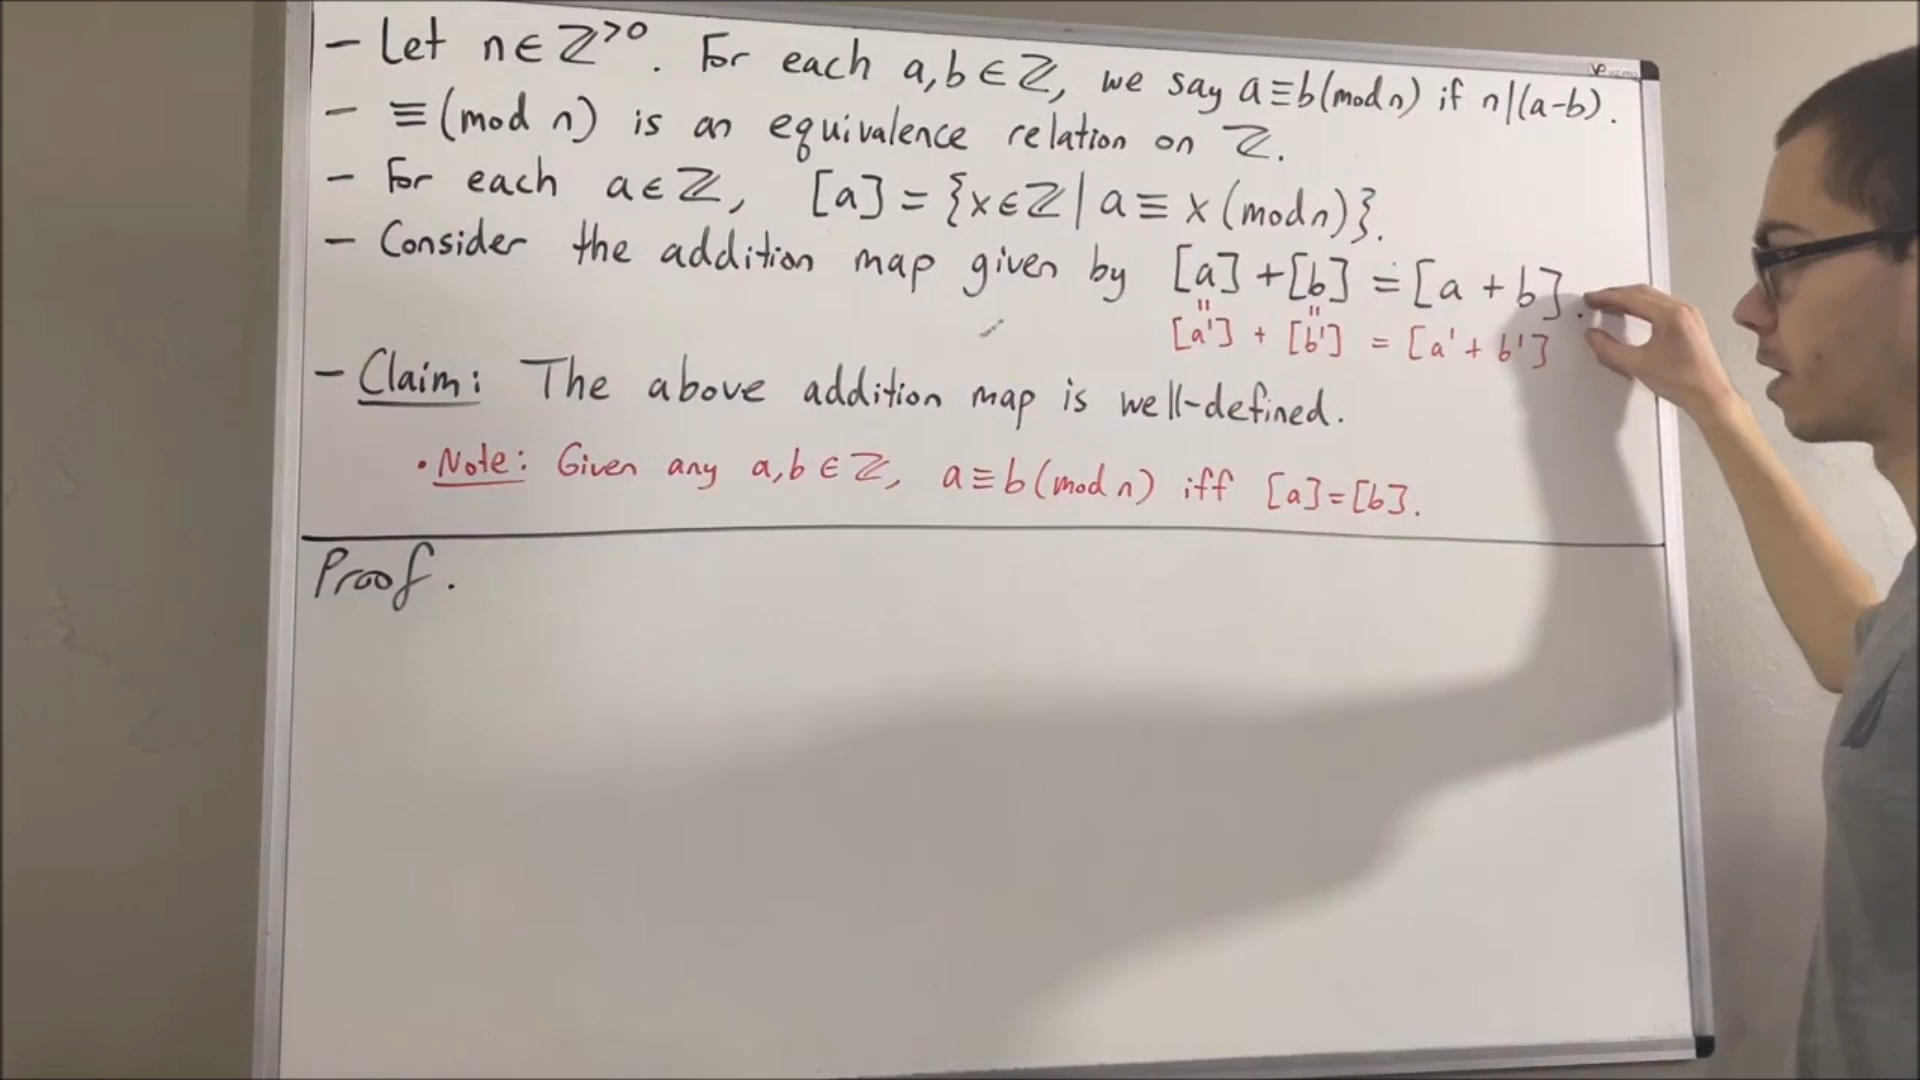 - Let n∈ℤ^>0. For each a,b∈ℤ, we say a≡b(mod n) if n|(a-b).
- ≡(mod n) is an equivalence relation on ℤ.
- For each a∈ℤ, [a]={x∈ℤ|a≡x(mod n)}.
- Consider the addition map given by [a]+[b]≐[a+b].
" "
[a']+[b']=[a'+b']
- Claim: The above addition map is well-defined.
• Note: Given any a,b∈ℤ, a≡b(mod n) iff [a]=[b].
Proof.